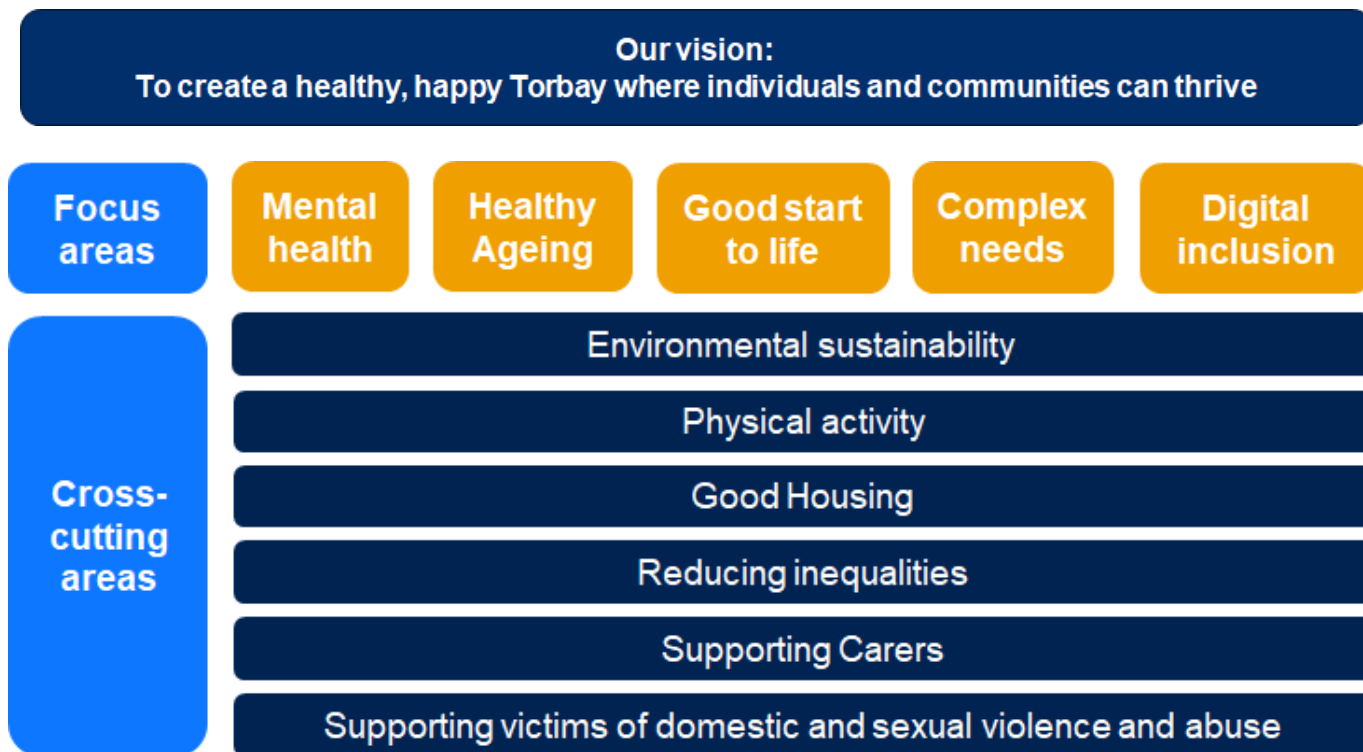 Our vision:
To create a healthy, happy Torbay where individuals and communities can thrive
Focus
areas
Mental
health
Healthy
Ageing
Good start
to life
Complex
needs
Digital
inclusion
Cross-
cutting
areas
Environmental sustainability
Physical activity
Good Housing
Reducing inequalities
Supporting Carers
Supporting victims of domestic and sexual violence and abuse